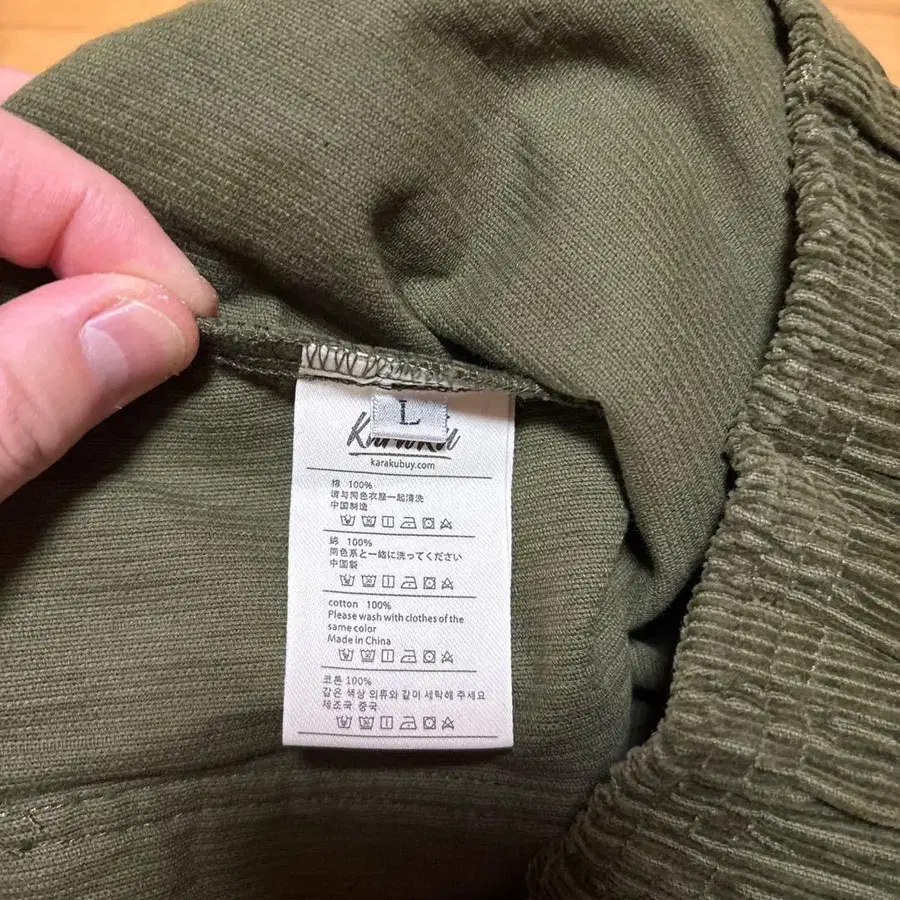 L
KaraKu
karakubuy.com
棉 100%
请与同色衣服一起清洗
中国制造
綿 100%
同色系と一緒に洗ってください
中国製
cotton 100%
Please wash with clothes of the
same color
Made in China
코튼 100%
같은 색상 의류와 같이 세탁해 주세요
제조국 중국